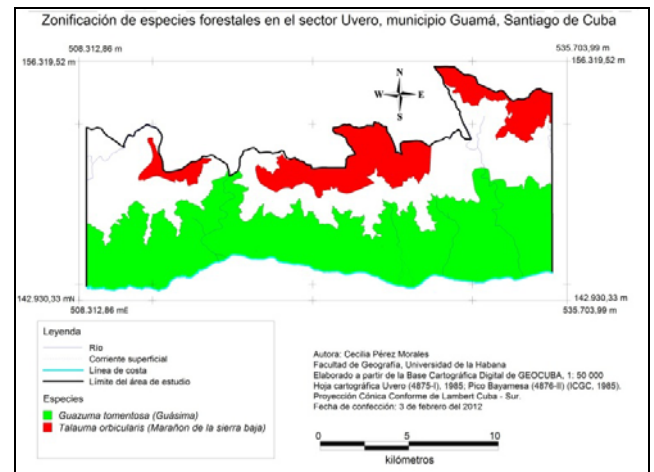 Zonificación de especies forestales en el sector Uvero, municipio Guamá, Santiago de Cuba
508.312,86 m
535.703,99 m
156.319,52 m
156.319,52 m
N
W E
S
142.930,33 mN
142.930,33 m
508.312,86 mE
535.703,99 m
Leyenda
Río
Corriente superficial
Línea de costa
Límite del área de estudio
Especies
Guazuma tomentosa (Guásima)
Talauma orbicularis (Marañon de la sierra baja)
Autora: Cecilia Pérez Morales
Facultad de Geografía, Universidad de la Habana
Elaborado a partir de la Base Cartográfica Digital de GEOCUBA, 1: 50 000
Hoja cartográfica Uvero (4875-I), 1985; Pico Bayamesa (4876-II) (ICGC, 1985).
Proyección Cónica Conforme de Lambert Cuba - Sur.
Fecha de confección: 3 de febrero del 2012
0 5 10
kilómetros